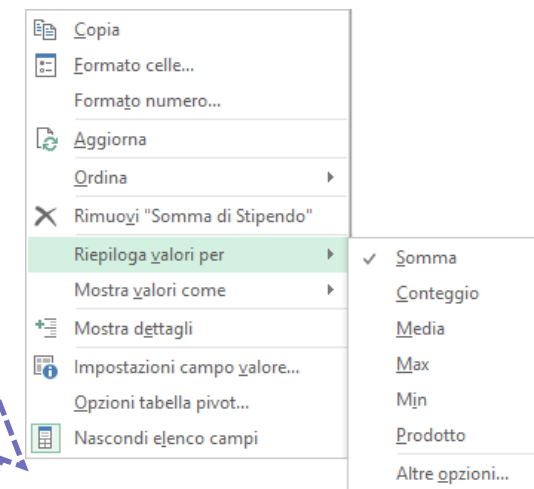 Copia
Formato celle...
Formato numero...
Aggiorna
Ordina
Rimuovi "Somma di Stipendo"
Riepiloga valori per
Mostra valori come
Mostra dettagli
Impostazioni campo valore...
Opzioni tabella pivot...
Nascondi elenco campi
Somma
Conteggio
Media
Max
Min
Prodotto
Altre opzioni...